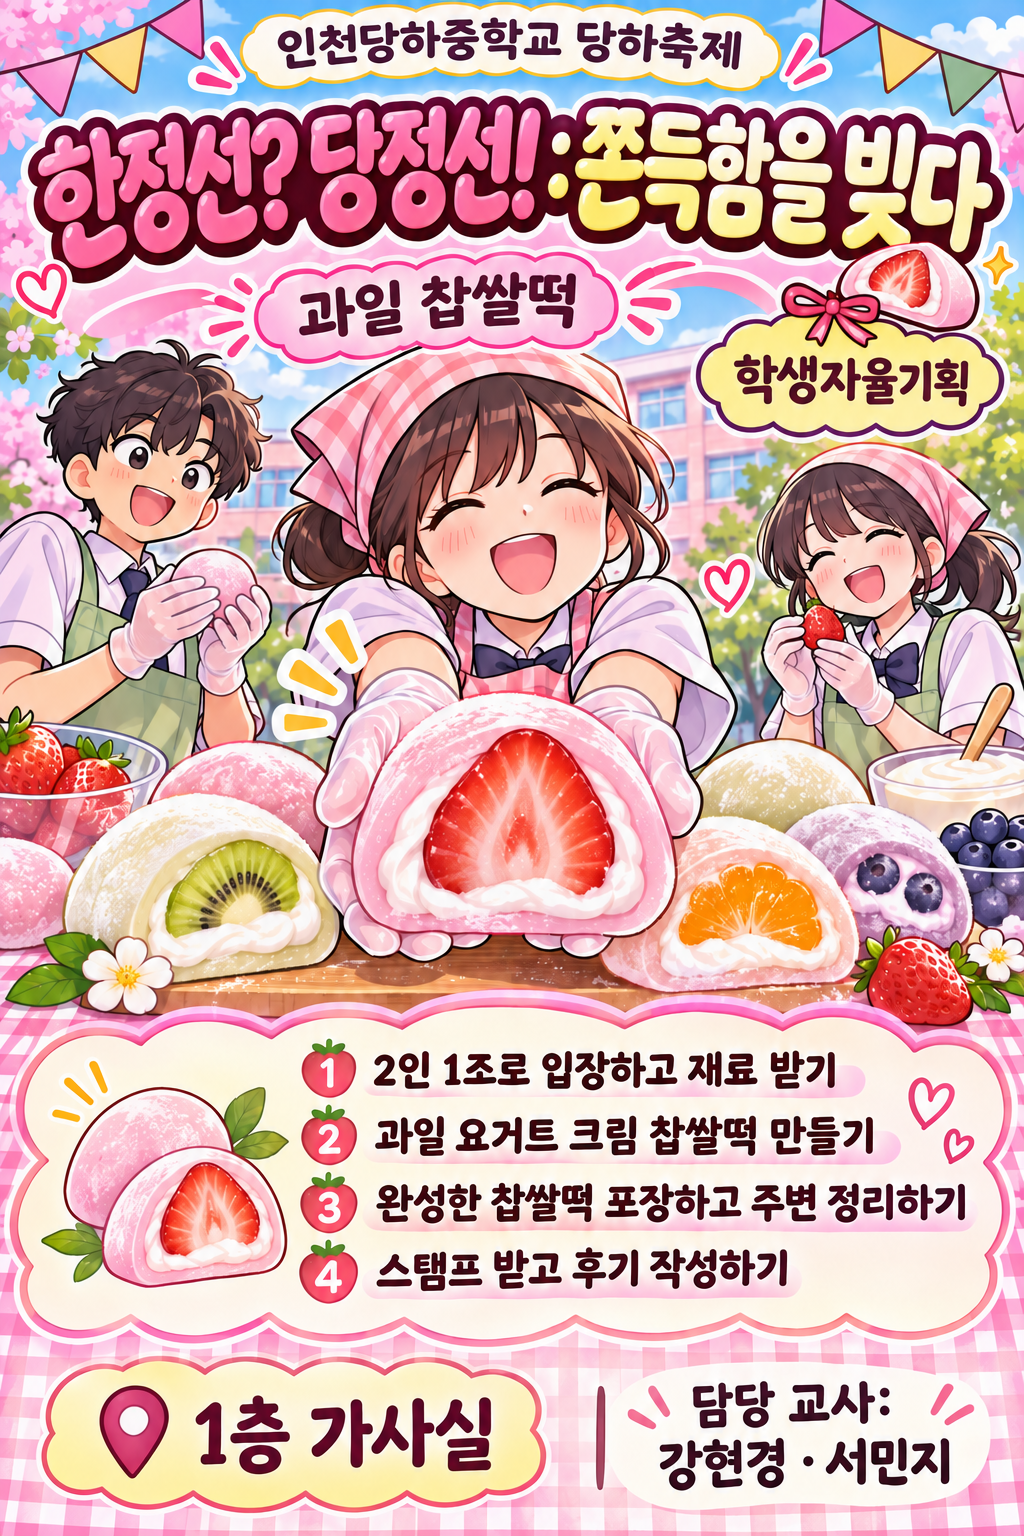 인천당하중학교 당하축제
한정선? 당정선! :쫀득함을 빚다
과일 찹쌀떡
학생자율기획
1 2인 1조로 입장하고 재료 받기
2 과일 요거트 크림 찹쌀떡 만들기
3 완성한 찹쌀떡 포장하고 주변 정리하기
4 스탬프 받고 후기 작성하기
1층 가사실
담당 교사:
강현경 · 서민지